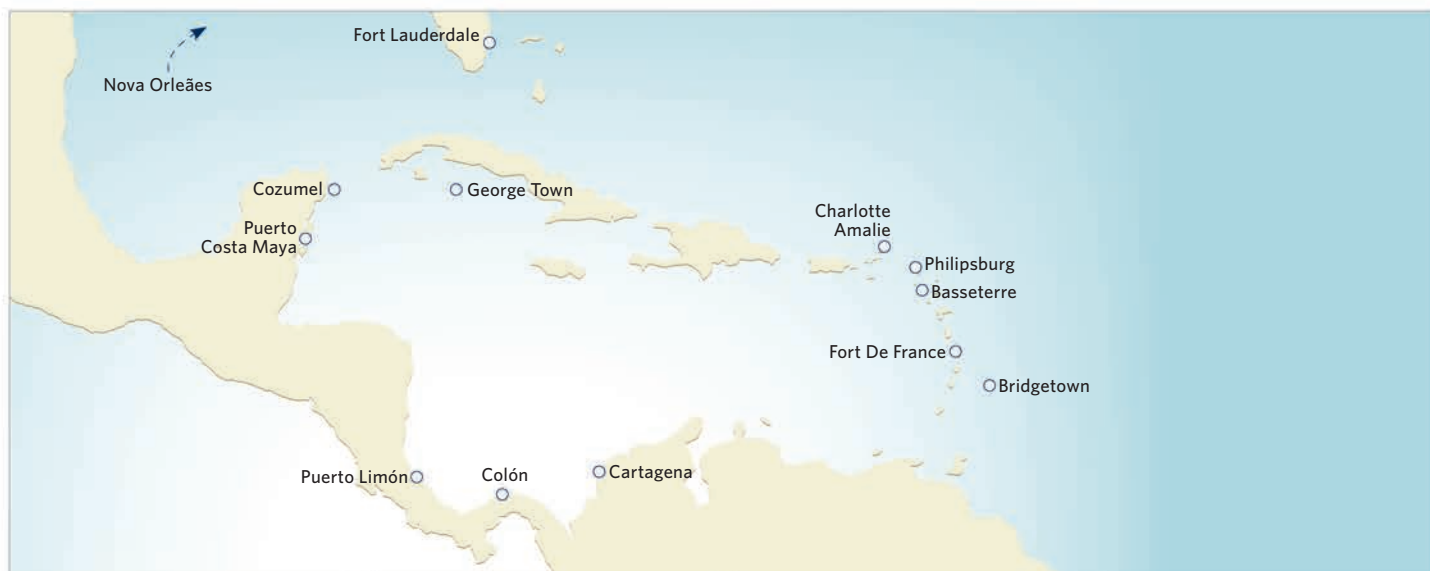 Fort Lauderdale
Nova Orleães
Cozumel
George Town
Puerto
Costa Maya
Charlotte
Amalie
Philipsburg
Basseterre
Fort De France
Bridgetown
Puerto Limón
Colón
Cartagena